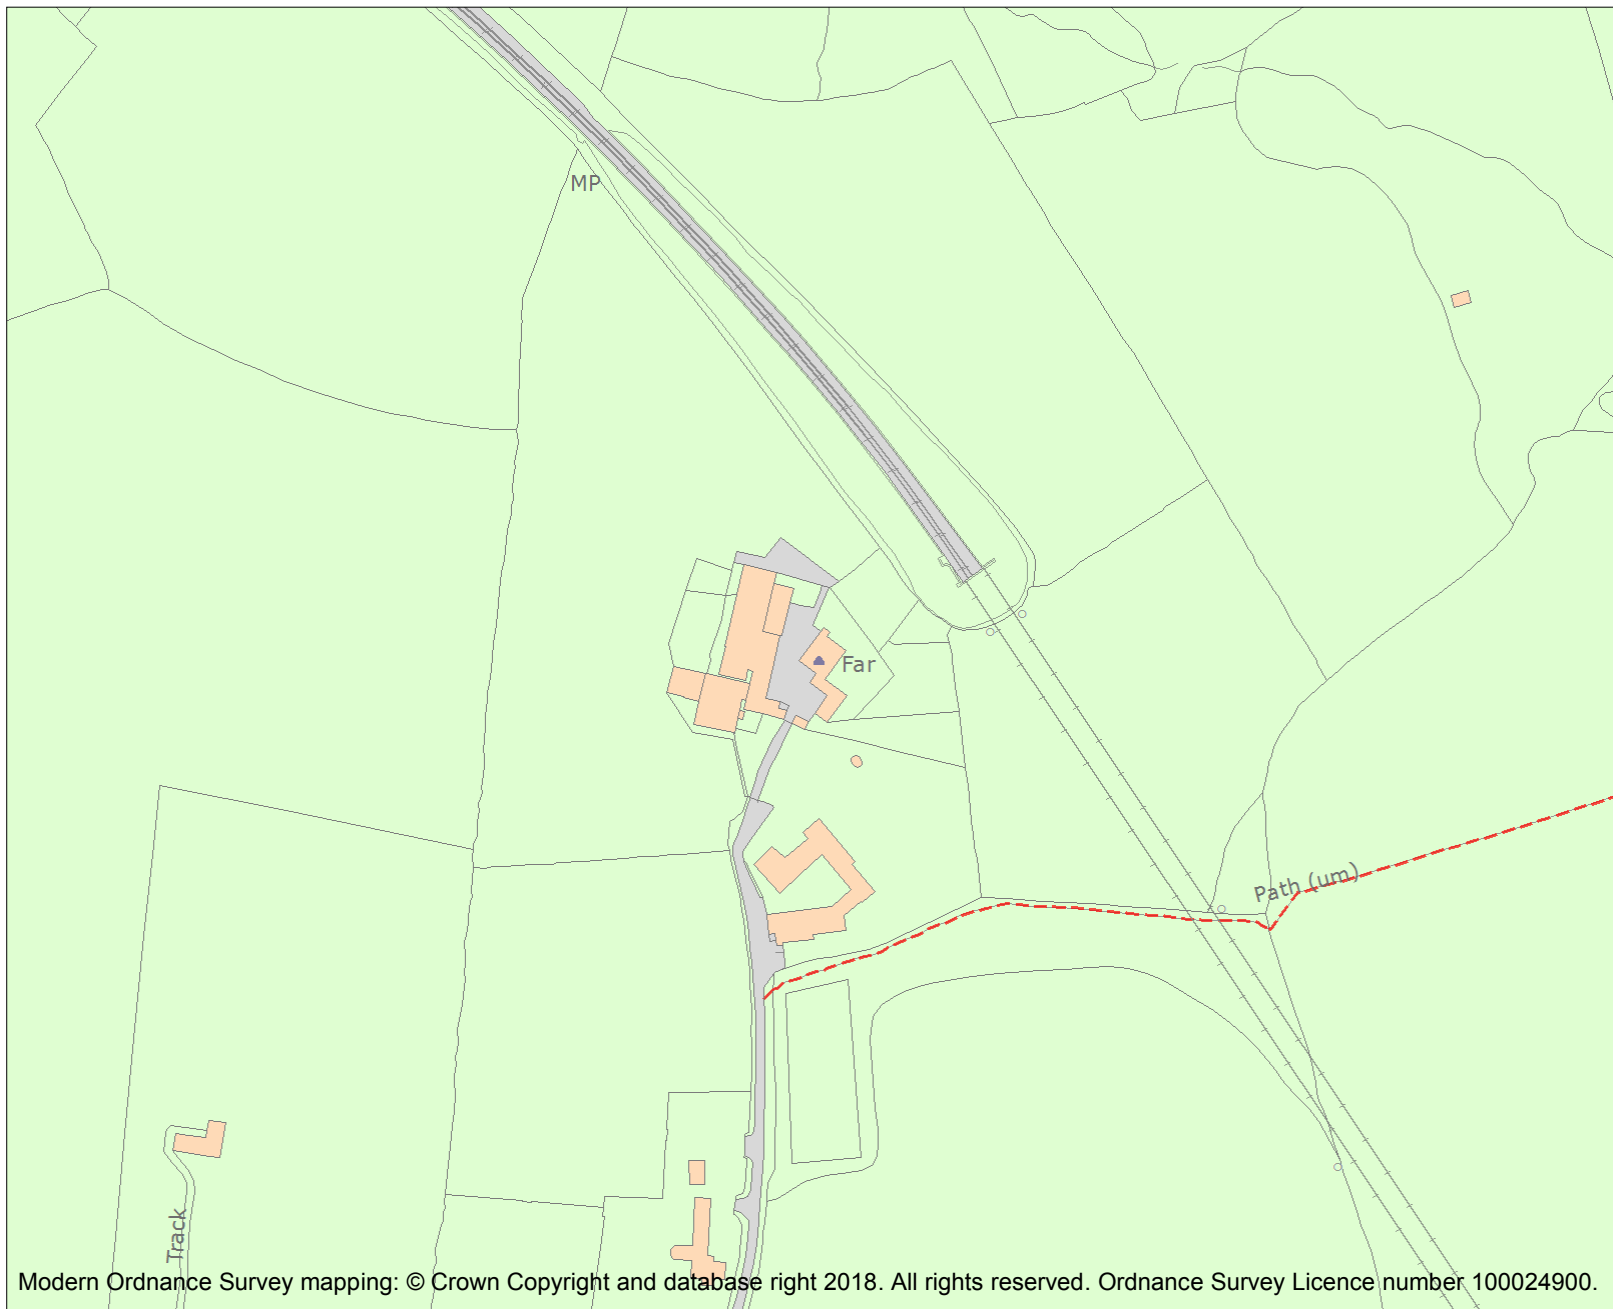 MP
Far
Path (um)
Track
Modern Ordnance Survey mapping: © Crown Copyright and database right 2018. All rights reserved. Ordnance Survey Licence number 100024900.